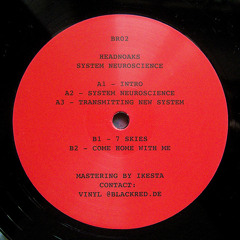 BR02
HEADNOAKS
SYSTEM NEUROSCIENCE
A1 - INTRO
A2 - SYSTEM NEUROSCIENCE
A3 - TRANSMITTING NEW SYSTEM
B1 - 7 SKIES
B2 - COME HOME WITH ME
MASTERING BY IKESTA
CONTACT:
VINYL @BLACKRED.DE